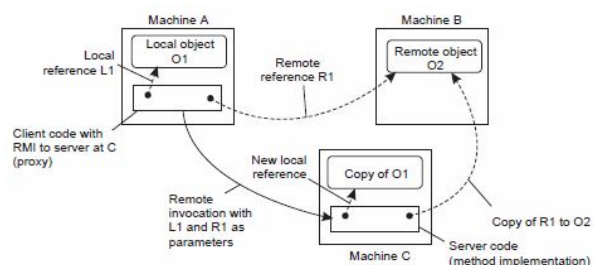 Machine A
Machine B
Local object
O1
Remote object
O2
Local
reference L1
Remote
reference R1
Client code with
RMI to server at C
(proxy)
New local
reference
Copy of O1
Remote
invocation with
L1 and R1 as
parameters
Copy of R1 to O2
Machine C
Server code
(method implementation)